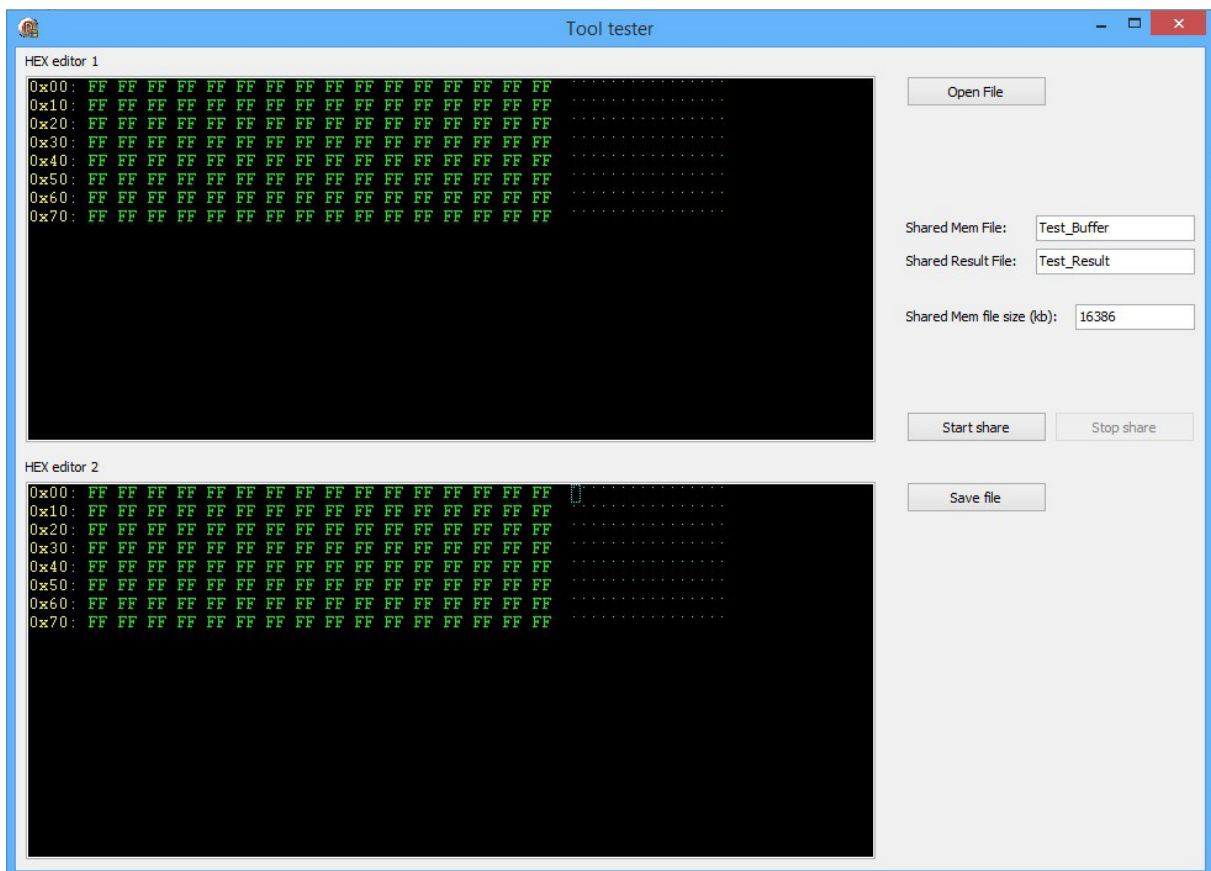 Tool tester
HEX editor 1
0x00: FF FF FF FF FF FF FF FF FF FF FF FF FF FF FF FF ................
0x10: FF FF FF FF FF FF FF FF FF FF FF FF FF FF FF FF ................
0x20: FF FF FF FF FF FF FF FF FF FF FF FF FF FF FF FF ................
0x30: FF FF FF FF FF FF FF FF FF FF FF FF FF FF FF FF ................
0x40: FF FF FF FF FF FF FF FF FF FF FF FF FF FF FF FF ................
0x50: FF FF FF FF FF FF FF FF FF FF FF FF FF FF FF FF ................
0x60: FF FF FF FF FF FF FF FF FF FF FF FF FF FF FF FF ................
0x70: FF FF FF FF FF FF FF FF FF FF FF FF FF FF FF FF ................
Open File
Shared Mem File: Test_Buffer
Shared Result File: Test_Result
Shared Mem file size (kb): 16386
Start share Stop share
HEX editor 2
0x00: FF FF FF FF FF FF FF FF FF FF FF FF FF FF FF FF ................
0x10: FF FF FF FF FF FF FF FF FF FF FF FF FF FF FF FF ................
0x20: FF FF FF FF FF FF FF FF FF FF FF FF FF FF FF FF ................
0x30: FF FF FF FF FF FF FF FF FF FF FF FF FF FF FF FF ................
0x40: FF FF FF FF FF FF FF FF FF FF FF FF FF FF FF FF ................
0x50: FF FF FF FF FF FF FF FF FF FF FF FF FF FF FF FF ................
0x60: FF FF FF FF FF FF FF FF FF FF FF FF FF FF FF FF ................
0x70: FF FF FF FF FF FF FF FF FF FF FF FF FF FF FF FF ................
Save file